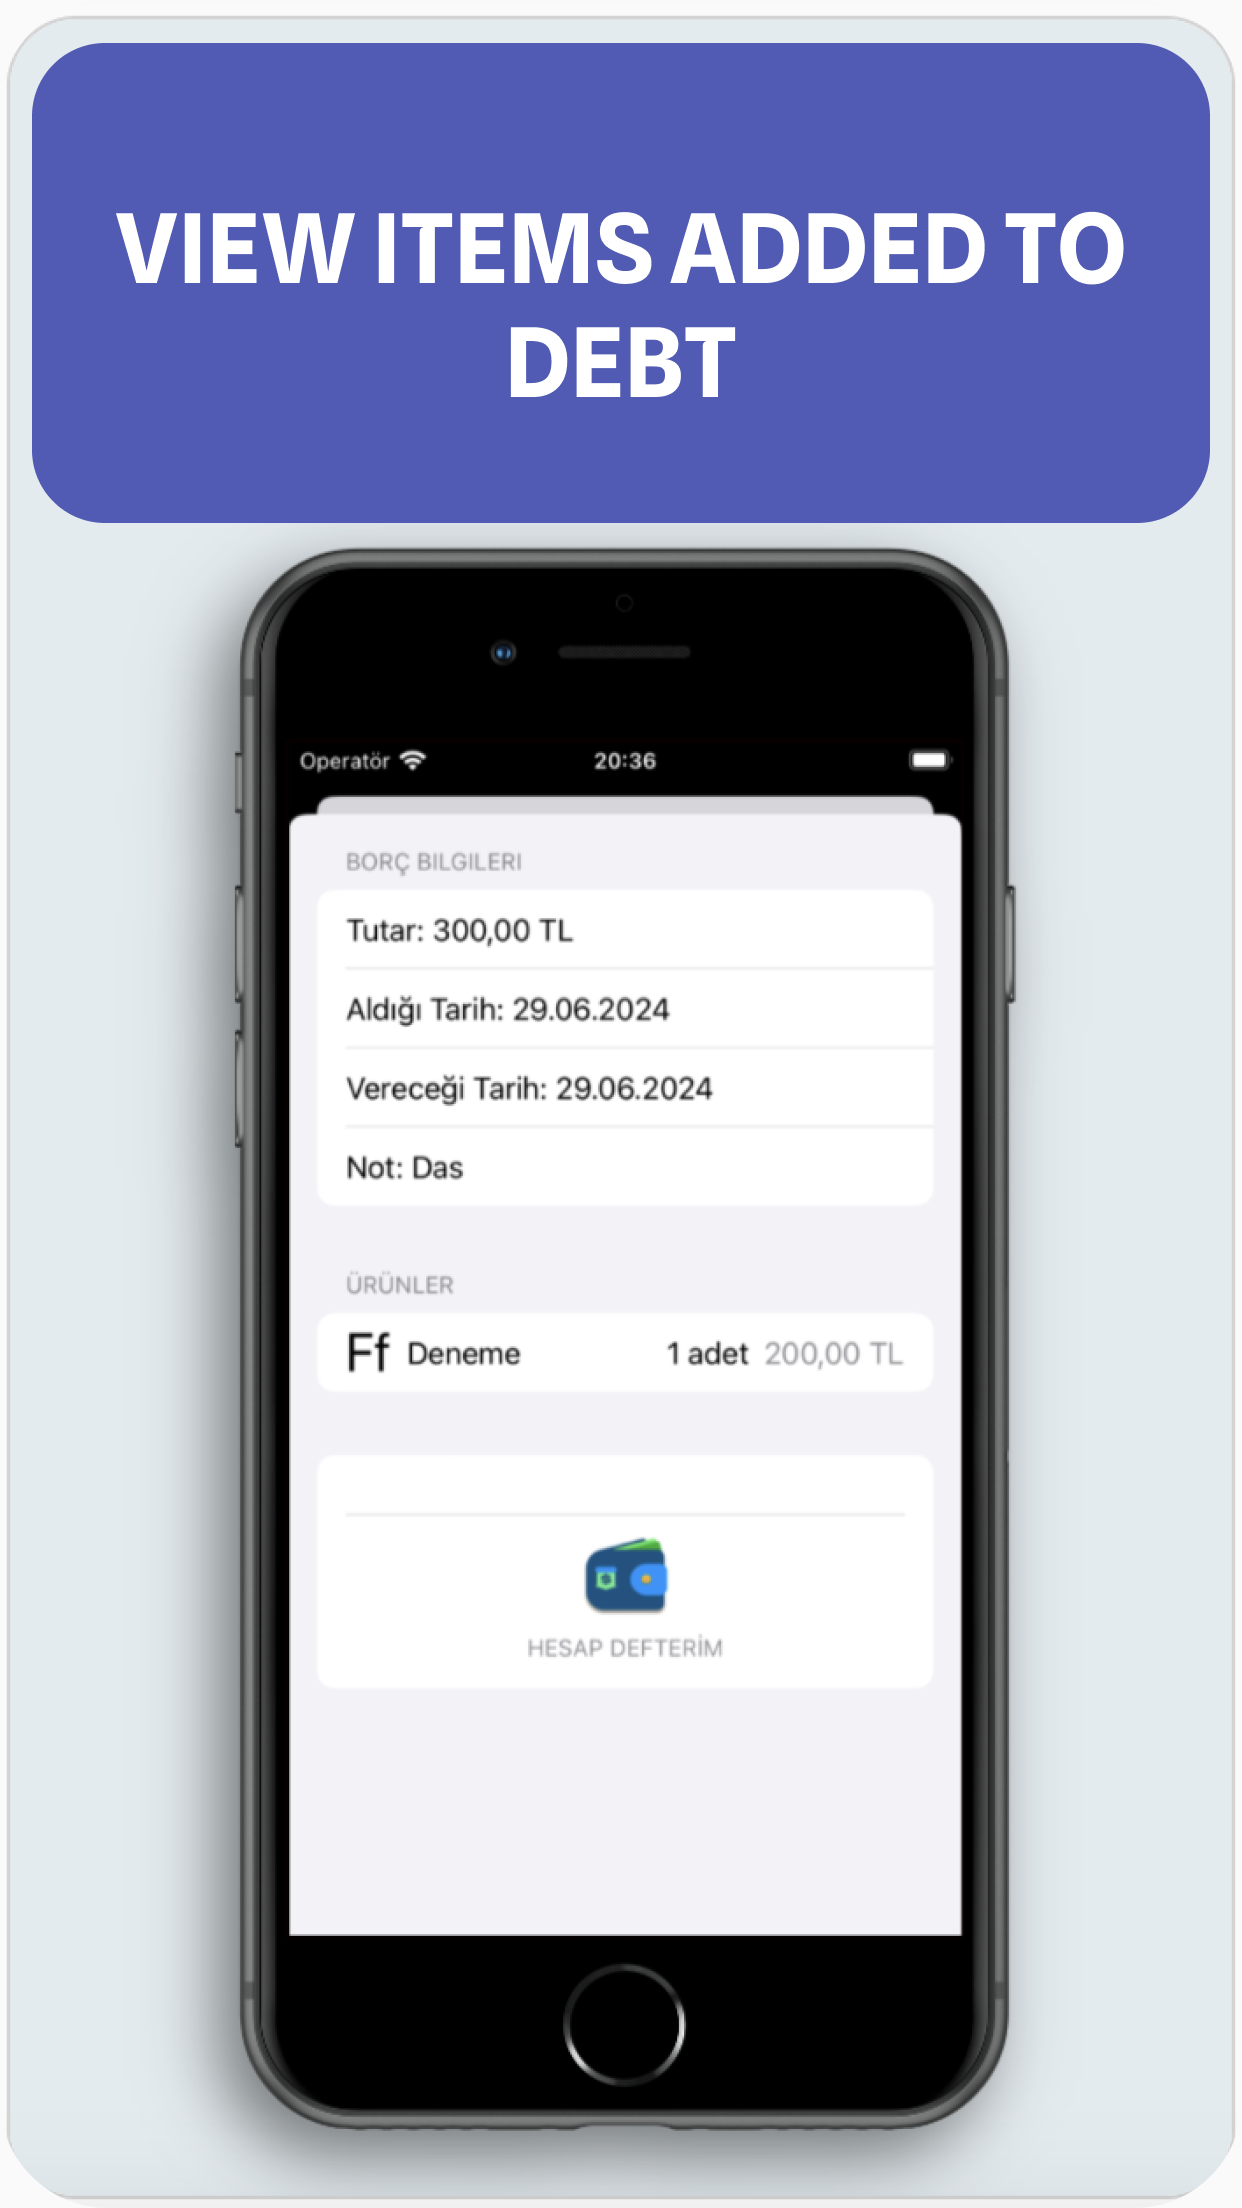 VIEW ITEMS ADDED TO
DEBT
Operatör 20:36
BORÇ BILGILERI
Tutar: 300,00 TL
Aldığı Tarih: 29.06.2024
Vereceği Tarih: 29.06.2024
Not: Das
ÜRÜNLER
Ff Deneme 1 adet 200,00 TL
HESAP DEFTERİM